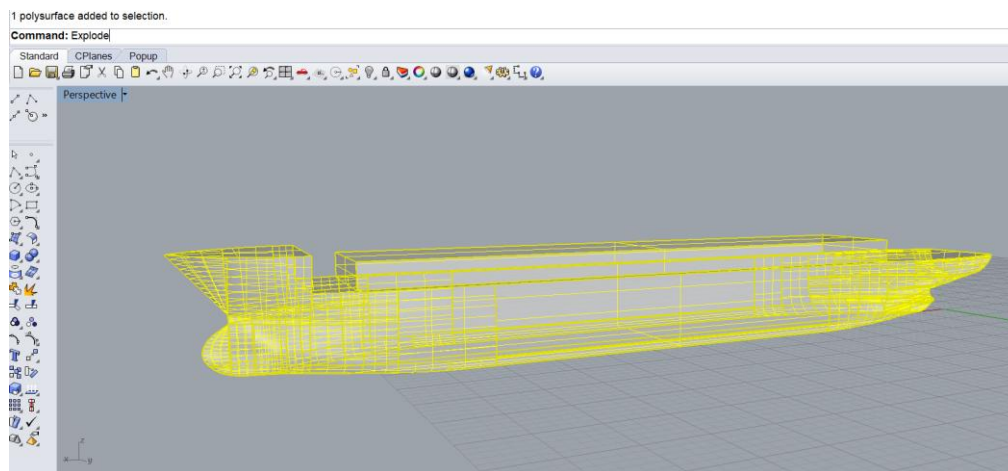 1 polysurface added to selection.
Command: Explode
Standard CPlanes Popup
Perspective
z
x y